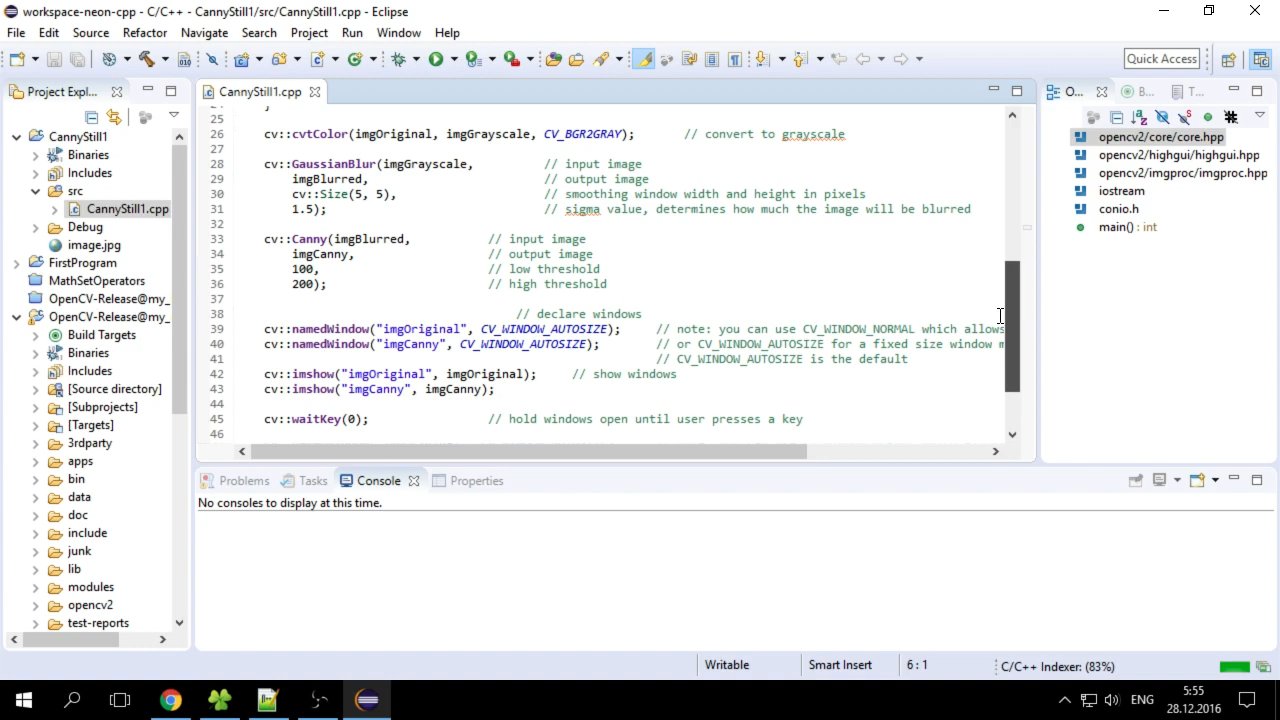 workspace-neon-cpp - C/C++ - CannyStill1/src/CannyStill1.cpp - Eclipse
File Edit Source Refactor Navigate Search Project Run Window Help
Quick Access
Project Expl...
CannyStill1
Binaries
Includes
src
CannyStill1.cpp
Debug
image.jpg
FirstProgram
MathSetOperators
OpenCV-Release@my_
OpenCV-Release@my_
Build Targets
Binaries
Includes
[Source directory]
[Subprojects]
[Targets]
3rdparty
apps
bin
data
doc
include
junk
lib
modules
opencv2
test-reports
CannyStill1.cpp
25
26 cv::cvtColor(imgOriginal, imgGrayscale, CV_BGR2GRAY); // convert to grayscale
27
28 cv::GaussianBlur(imgGrayscale, // input image
29 imgBlurred, // output image
30 cv::Size(5, 5), // smoothing window width and height in pixels
31 1.5); // sigma value, determines how much the image will be blurred
32
33 cv::Canny(imgBlurred, // input image
34 imgCanny, // output image
35 100, // low threshold
36 200); // high threshold
37
38 // declare windows
39 cv::namedWindow("imgOriginal", CV_WINDOW_AUTOSIZE); // note: you can use CV_WINDOW_NORMAL which allows
40 cv::namedWindow("imgCanny", CV_WINDOW_AUTOSIZE); // or CV_WINDOW_AUTOSIZE for a fixed size window m
41 // CV_WINDOW_AUTOSIZE is the default
42 cv::imshow("imgOriginal", imgOriginal); // show windows
43 cv::imshow("imgCanny", imgCanny);
44
45 cv::waitKey(0); // hold windows open until user presses a key
46
O... B... T...
opencv2/core/core.hpp
opencv2/highgui/highgui.hpp
opencv2/imgproc/imgproc.hpp
iostream
conio.h
main() : int
Problems Tasks Console Properties
No consoles to display at this time.
Writable Smart Insert 6 : 1 C/C++ Indexer: (83%)
ENG 5:55
28.12.2016